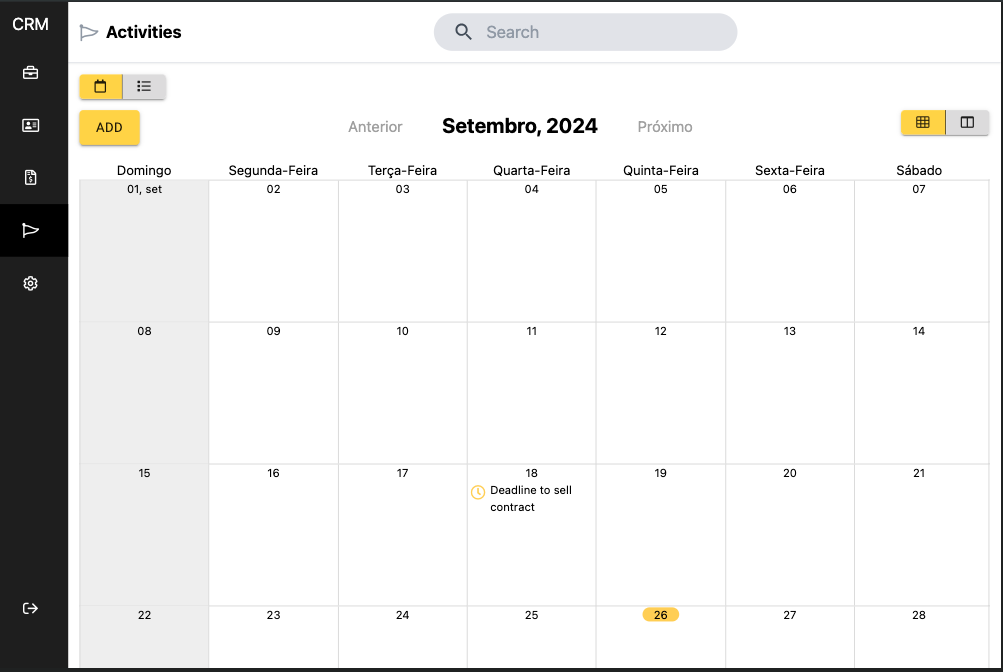 CRM
Activities
Search
ADD
Anterior
Setembro, 2024
Próximo
Domingo Segunda-Feira Terça-Feira Quarta-Feira Quinta-Feira Sexta-Feira Sábado
01, set 02 03 04 05 06 07
08 09 10 11 12 13 14
15 16 17 18 19 20 21
Deadline to sell
contract
22 23 24 25 26 27 28